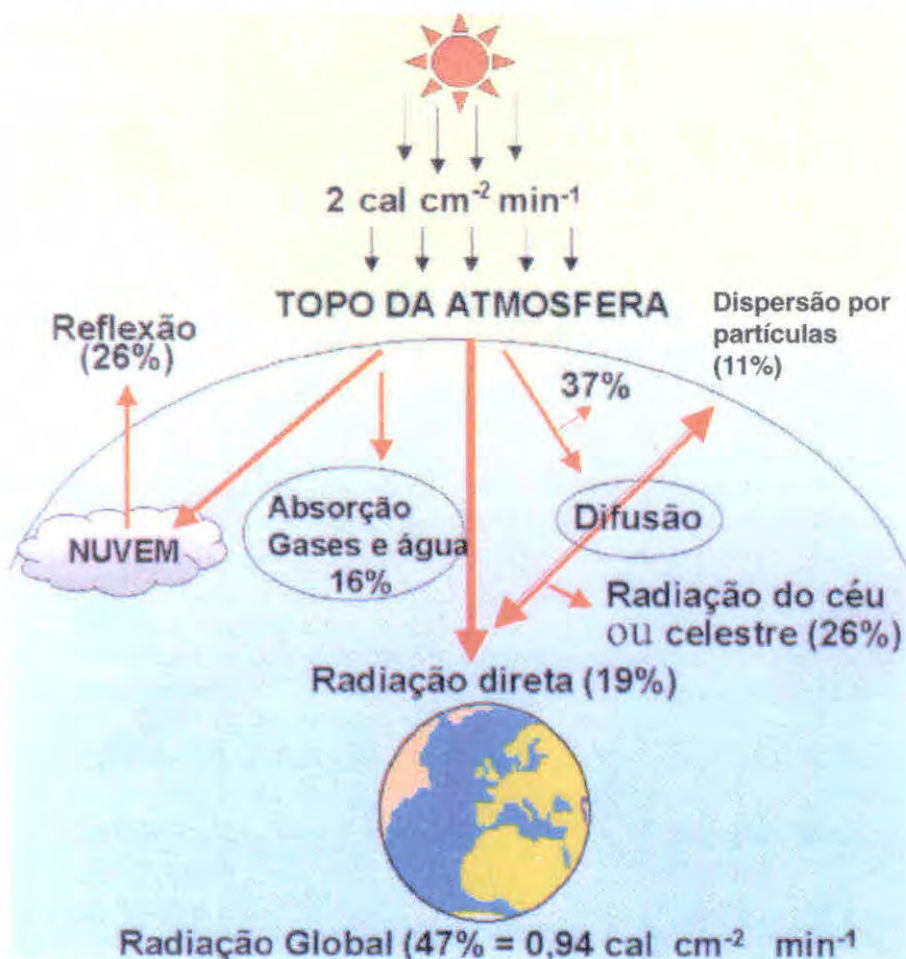 2 cal cm⁻² min⁻¹
TOPO DA ATMOSFERA
Reflexão
(26%)
Dispersão por
partículas
(11%)
37%
NUVEM
Absorção
Gases e água
16%
Difusão
Radiação do céu
ou celestre (26%)
Radiação direta (19%)
Radiação Global (47% = 0,94 cal cm⁻² min⁻¹